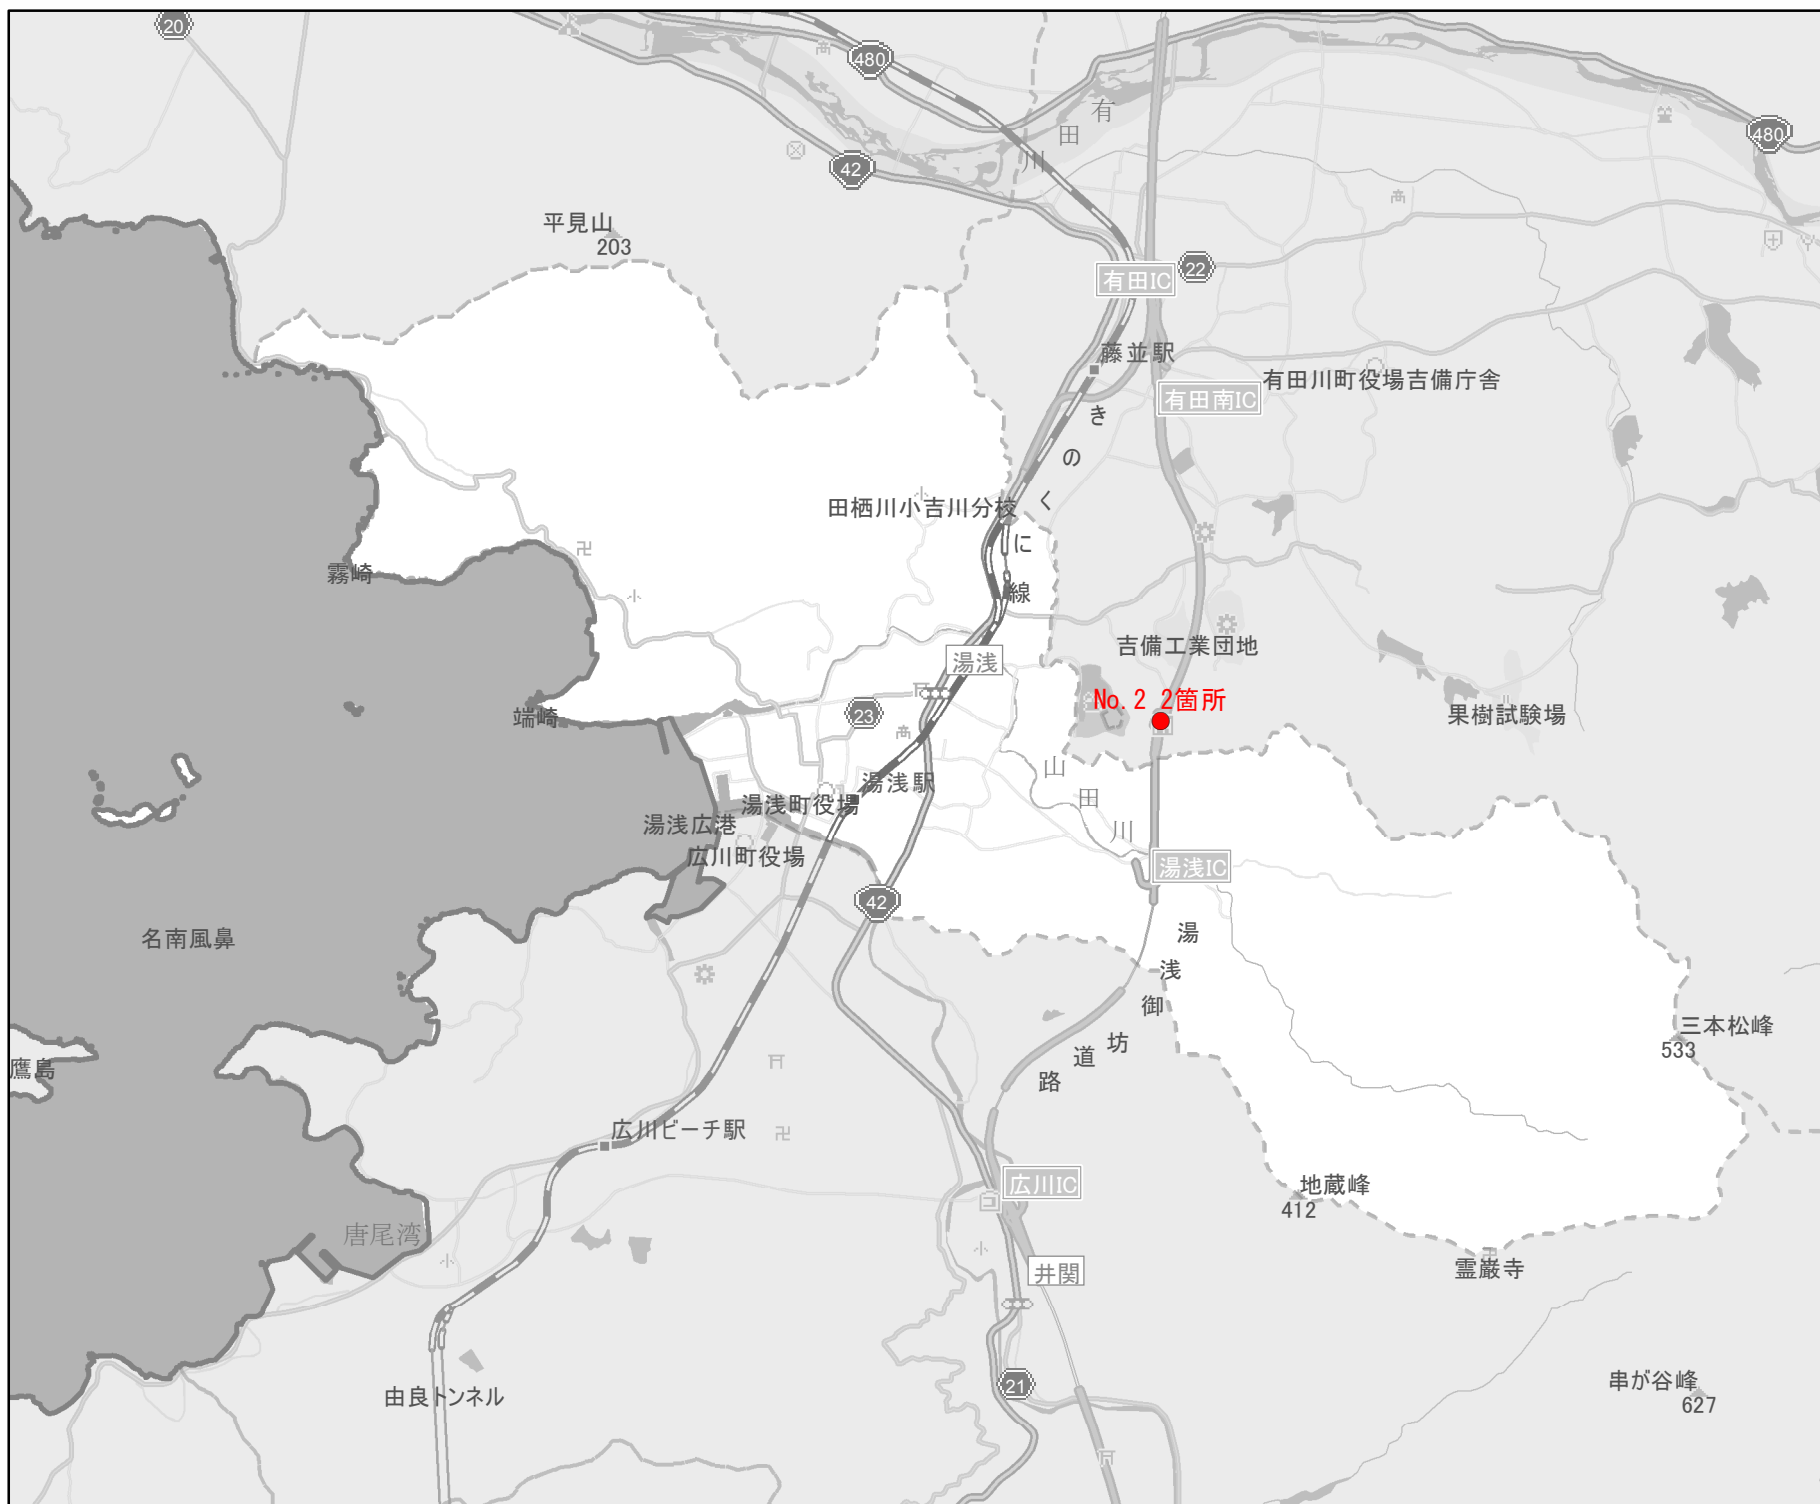 20
480
有田川
480
42
平見山
203
22
有田IC
藤並駅
有田川町役場吉備庁舎
有田南IC
きのくに線
田栖川小吉川分校
霧崎
吉備工業団地
湯浅
No.2 2箇所
端崎
23
果樹試験場
山田川
湯浅駅
湯浅町役場
湯浅広港
広川町役場
湯浅IC
42
名南風鼻
湯浅御坊道路
三本松峰
533
鷹島
広川ビーチ駅
広川IC
地蔵峰
412
唐尾湾
霊巌寺
井関
21
由良トンネル
串が谷峰
627